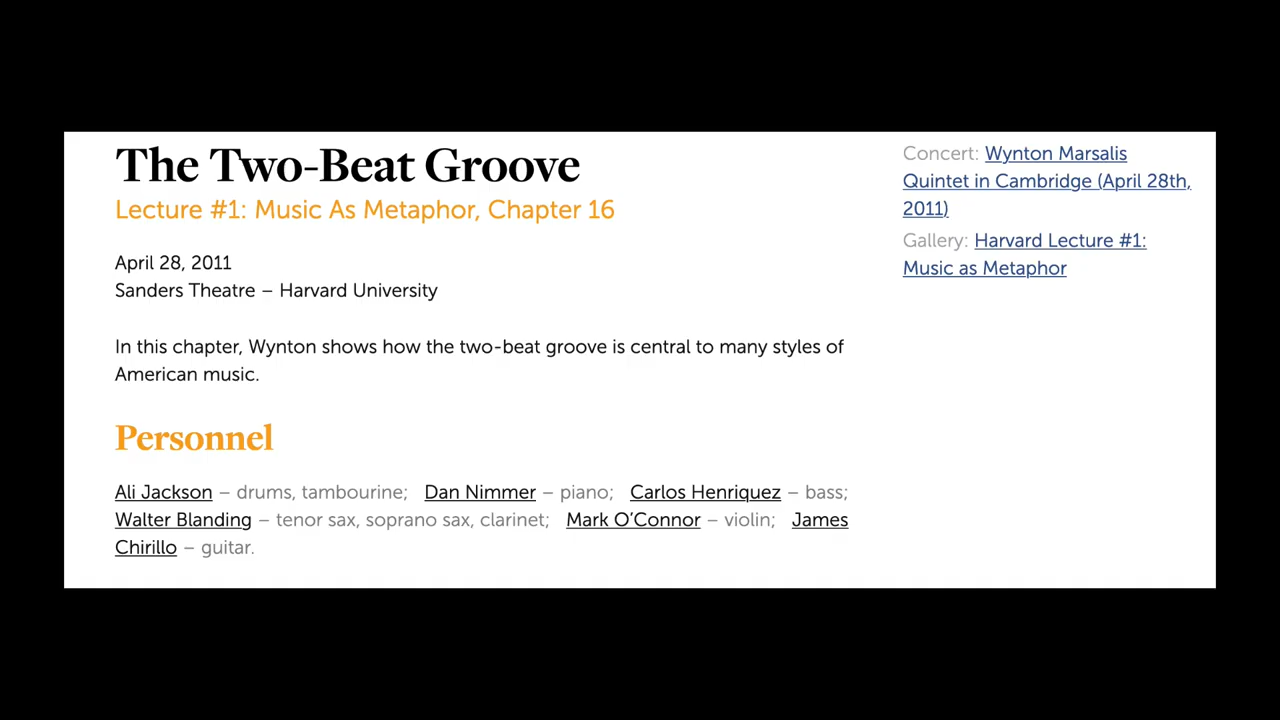 The Two-Beat Groove
Lecture #1: Music As Metaphor, Chapter 16
April 28, 2011
Sanders Theatre – Harvard University
In this chapter, Wynton shows how the two-beat groove is central to many styles of
American music.
Personnel
Ali Jackson – drums, tambourine; Dan Nimmer – piano; Carlos Henriquez – bass;
Walter Blanding – tenor sax, soprano sax, clarinet; Mark O’Connor – violin; James
Chirillo – guitar.
Concert: Wynton Marsalis
Quintet in Cambridge (April 28th,
2011)
Gallery: Harvard Lecture #1:
Music as Metaphor